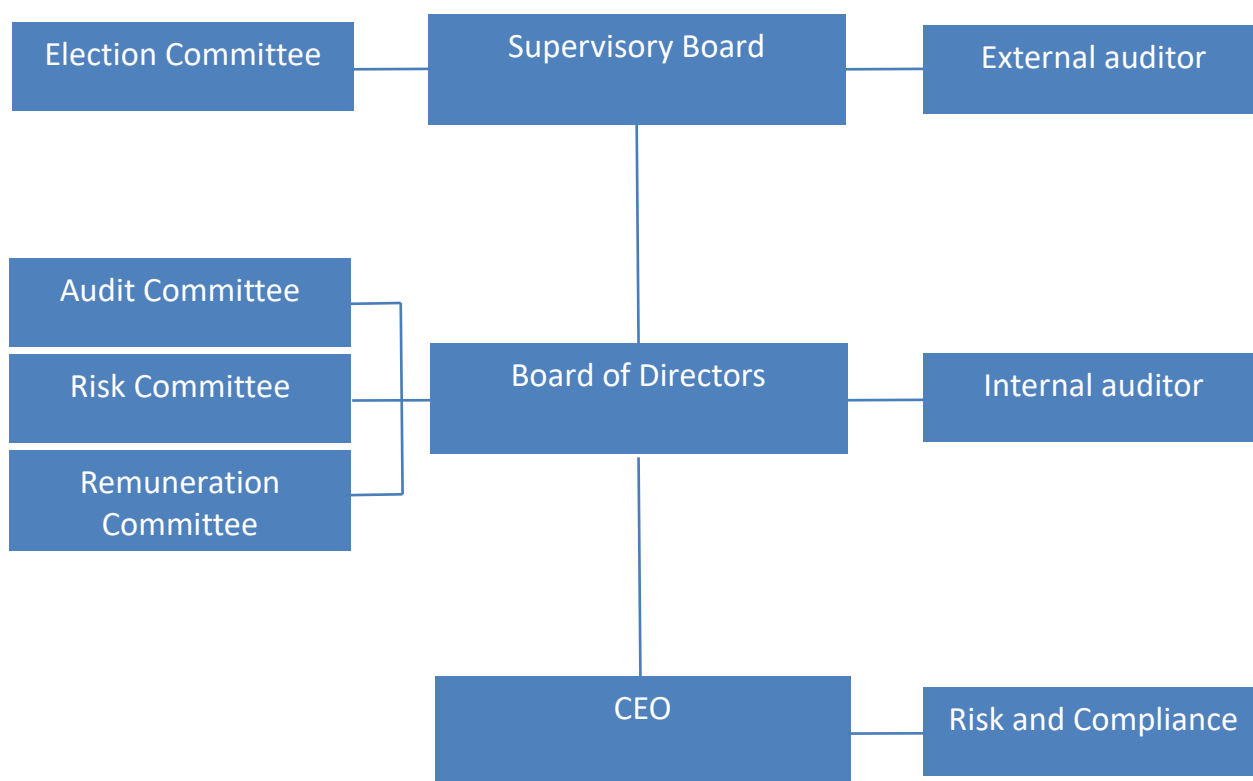 Election Committee
Supervisory Board
External auditor
Audit Committee
Risk Committee
Remuneration
Committee
Board of Directors
Internal auditor
CEO
Risk and Compliance